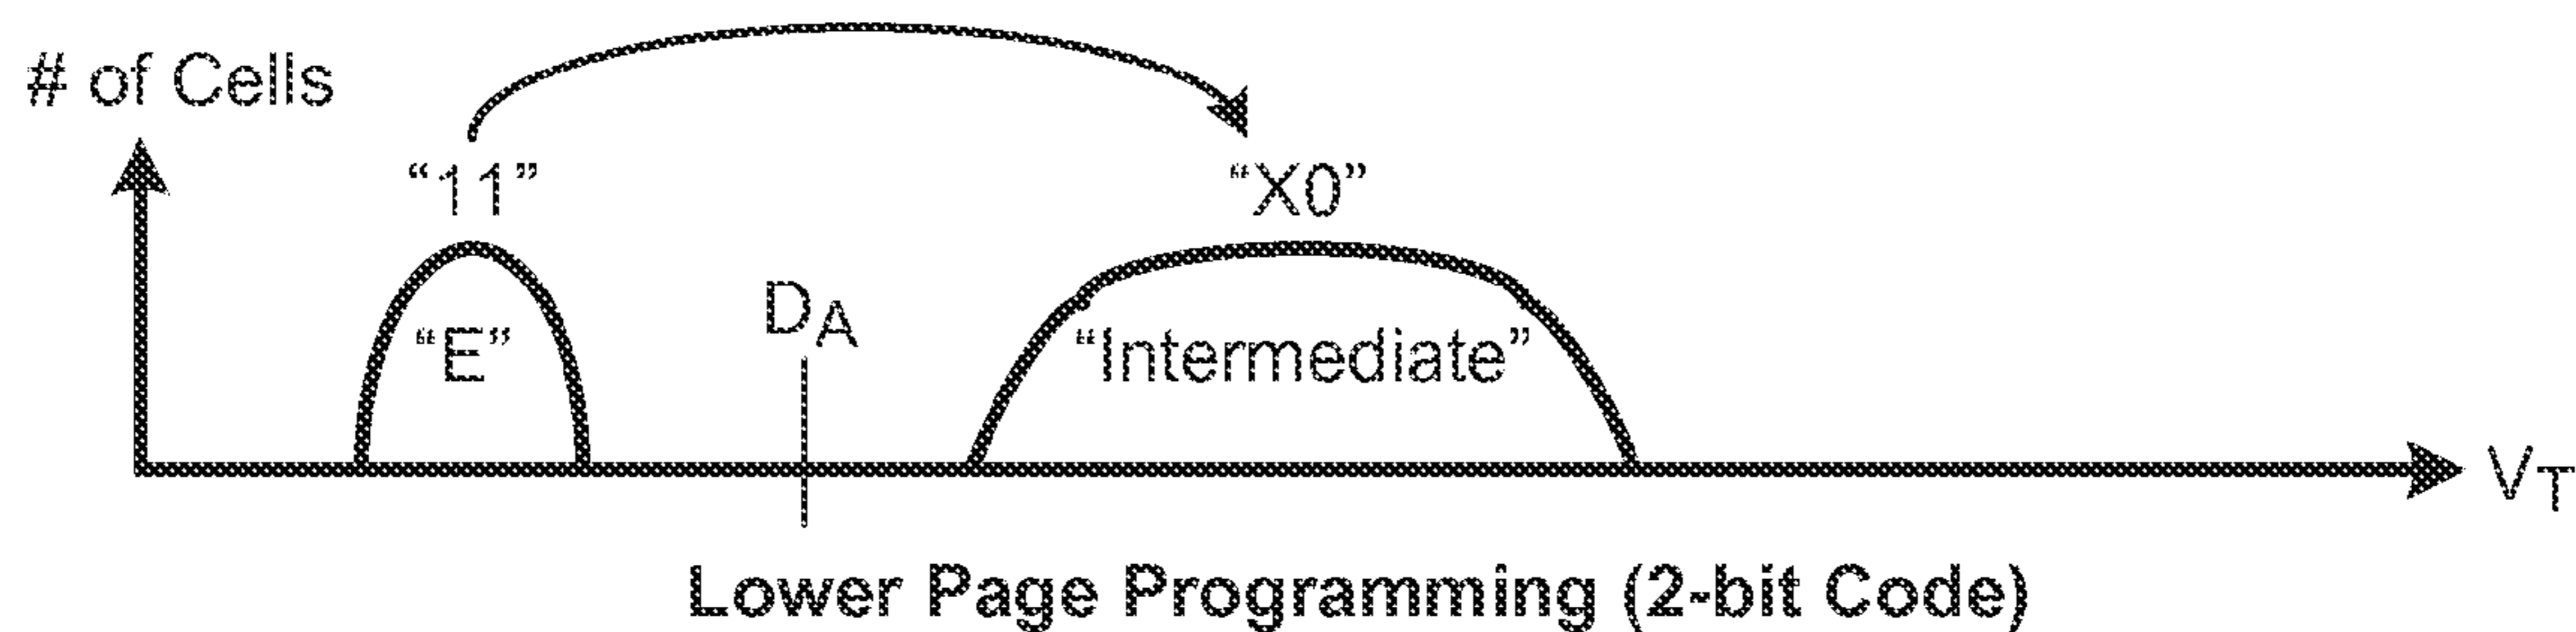 # of Cells
“11”
“X0”
“E”
DA
“Intermediate”
VT
Lower Page Programming (2-bit Code)